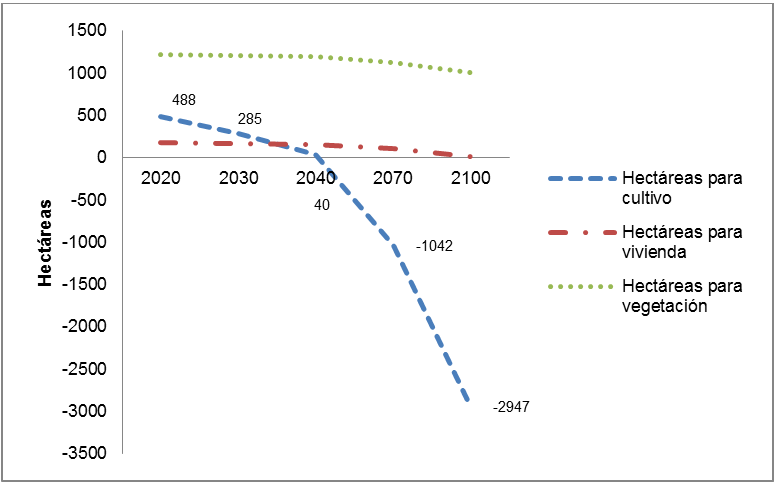 1500
1000
500
0
-500
-1000
-1500
-2000
-2500
-3000
-3500
Hectáreas
488
285
40
-1042
-2947
2020 2030 2040 2070 2100
Hectáreas para
cultivo
Hectáreas para
vivienda
Hectáreas para
vegetación